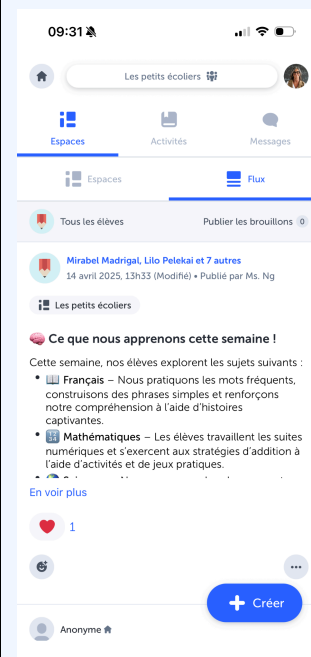 09:31
Les petits écoliers
Espaces
Activités
Messages
Espaces
Flux
Tous les élèves
Publier les brouillons 0
Mirabel Madrigal, Lilo Pelekai et 7 autres
14 avril 2025, 13h33 (Modifié) • Publié par Ms. Ng
Les petits écoliers
🧠 Ce que nous apprenons cette semaine !
Cette semaine, nos élèves explorent les sujets suivants :
• 📖 Français – Nous pratiquons les mots fréquents,
construisons des phrases simples et renforçons
notre compréhension à l'aide d'histoires
captivantes.
• 🔢 Mathématiques – Les élèves travaillent les suites
numériques et s'exercent aux stratégies d'addition à
l'aide d'activités et de jeux pratiques.
En voir plus
❤️ 1
Créer
Anonyme